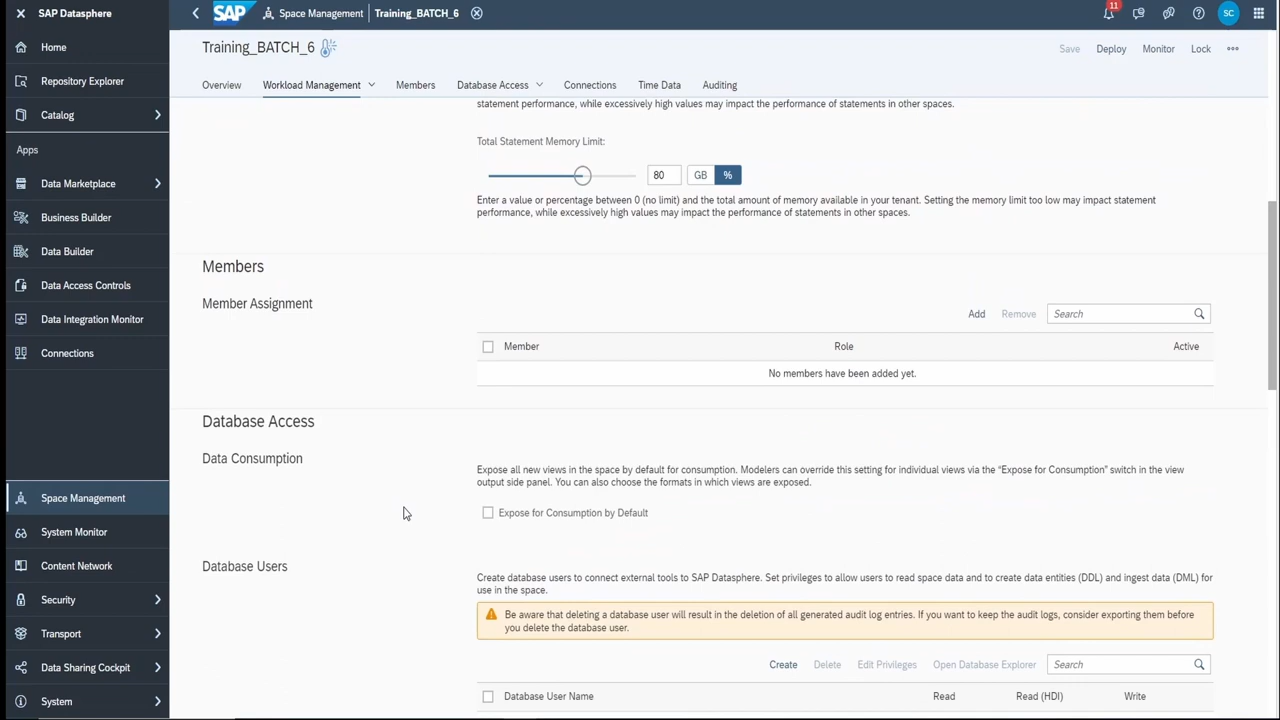 SAP Datasphere
SAP Space Management Training_BATCH_6
11
SC
Home
Repository Explorer
Catalog
Apps
Data Marketplace
Business Builder
Data Builder
Data Access Controls
Data Integration Monitor
Connections
Space Management
System Monitor
Content Network
Security
Transport
Data Sharing Cockpit
System
Training_BATCH_6
Save Deploy Monitor Lock
Overview Workload Management Members Database Access Connections Time Data Auditing
statement performance, while excessively high values may impact the performance of statements in other spaces.
Total Statement Memory Limit:
80 GB %
Enter a value or percentage between 0 (no limit) and the total amount of memory available in your tenant. Setting the memory limit too low may impact statement
performance, while excessively high values may impact the performance of statements in other spaces.
Members
Member Assignment
Add Remove Search
Member Role Active
No members have been added yet.
Database Access
Data Consumption
Expose all new views in the space by default for consumption. Modelers can override this setting for individual views via the “Expose for Consumption” switch in the view
output side panel. You can also choose the formats in which views are exposed.
Expose for Consumption by Default
Database Users
Create database users to connect external tools to SAP Datasphere. Set privileges to allow users to read space data and to create data entities (DDL) and ingest data (DML) for
use in the space.
Be aware that deleting a database user will result in the deletion of all generated audit log entries. If you want to keep the audit logs, consider exporting them before
you delete the database user.
Create Delete Edit Privileges Open Database Explorer Search
Database User Name Read Read (HDI) Write